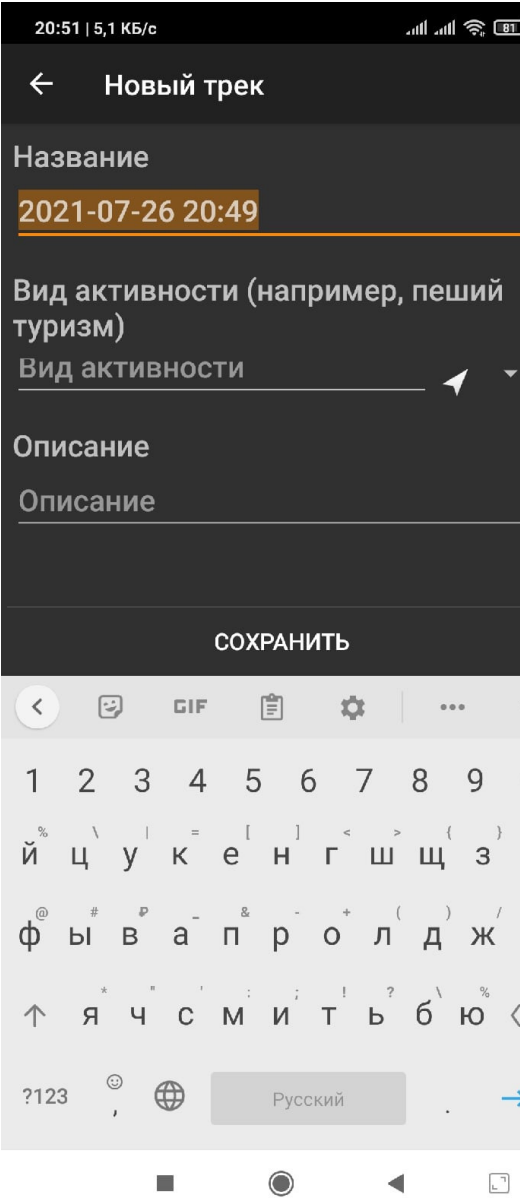 20:51 | 5,1 КБ/с 81
Новый трек
Название
2021-07-26 20:49
Вид активности (например, пеший
туризм)
Вид активности
Описание
Описание
СОХРАНИТЬ
GIF
1 2 3 4 5 6 7 8 9
% \ | = [ ] < > { }
й ц у к е н г ш щ з
@ # ₽ _ & - + ( ) /
ф ы в а п р о л д ж
* " ' : ; ! ? \ %
я ч с м и т ь б ю
?123 , Русский .